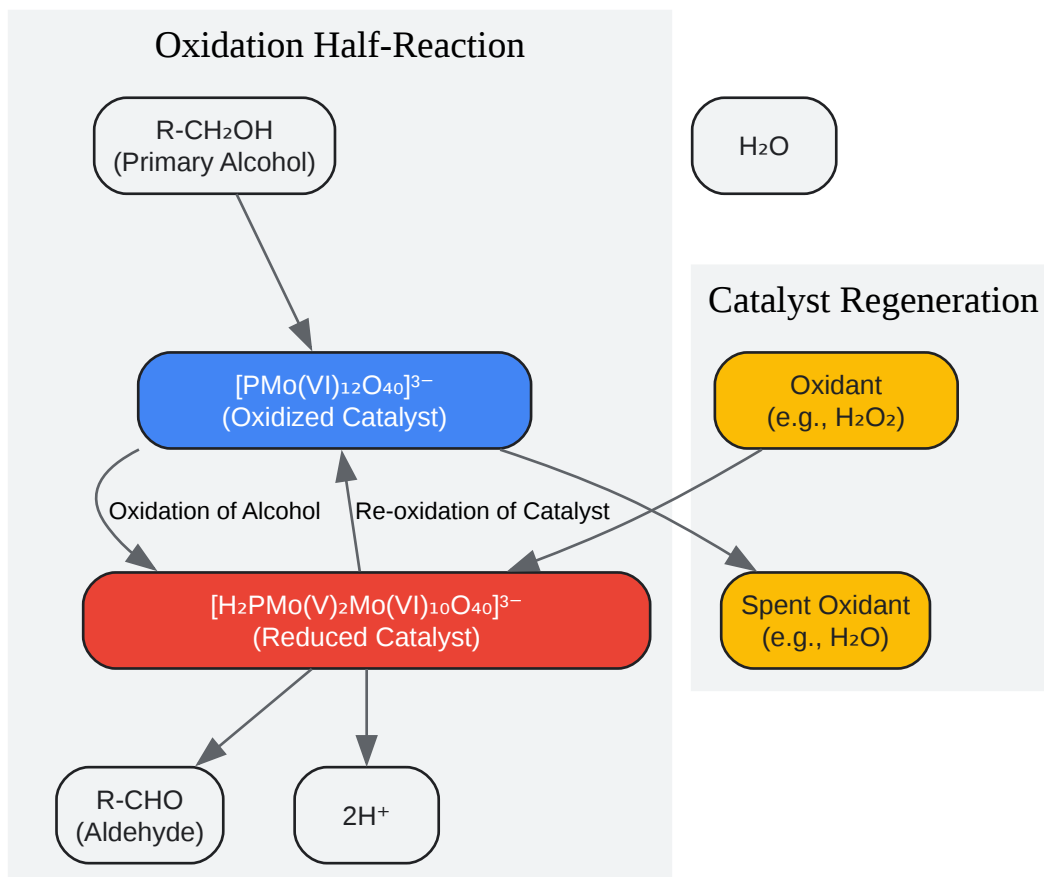 Oxidation Half-Reaction
R-CH₂OH
(Primary Alcohol)
H₂O
Catalyst Regeneration
[PMo(VI)₁₂O₄₀]³⁻
(Oxidized Catalyst)
Oxidant
(e.g., H₂O₂)
Oxidation of Alcohol
Re-oxidation of Catalyst
[H₂PMo(V)₂Mo(VI)₁₀O₄₀]³⁻
(Reduced Catalyst)
Spent Oxidant
(e.g., H₂O)
R-CHO
(Aldehyde)
2H⁺